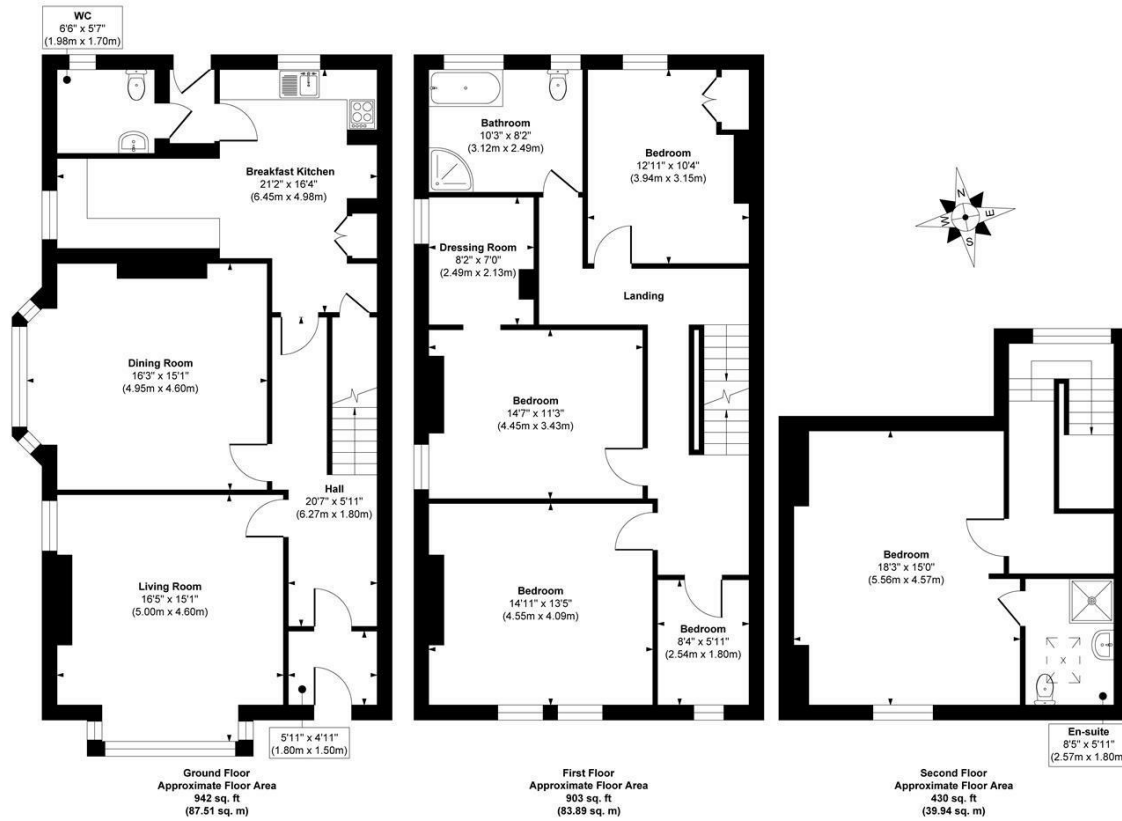 WC
6'6" x 5'7"
(1.98m x 1.70m)
Breakfast Kitchen
21'2" x 16'4"
(6.45m x 4.98m)
Dining Room
16'3" x 15'1"
(4.95m x 4.60m)
Hall
20'7" x 5'11"
(6.27m x 1.80m)
Living Room
16'5" x 15'1"
(5.00m x 4.60m)
5'11" x 4'11"
(1.80m x 1.50m)
Ground Floor
Approximate Floor Area
942 sq. ft
(87.51 sq. m)
Bathroom
10'3" x 8'2"
(3.12m x 2.49m)
Bedroom
12'11" x 10'4"
(3.94m x 3.15m)
Dressing Room
8'2" x 7'0"
(2.49m x 2.13m)
Landing
Bedroom
14'7" x 11'3"
(4.45m x 3.43m)
Bedroom
14'11" x 13'5"
(4.55m x 4.09m)
Bedroom
8'4" x 5'11"
(2.54m x 1.80m)
First Floor
Approximate Floor Area
903 sq. ft
(83.89 sq. m)
N
W E
S
Bedroom
18'3" x 15'0"
(5.56m x 4.57m)
En-suite
8'5" x 5'11"
(2.57m x 1.80m)
Second Floor
Approximate Floor Area
430 sq. ft
(39.94 sq. m)